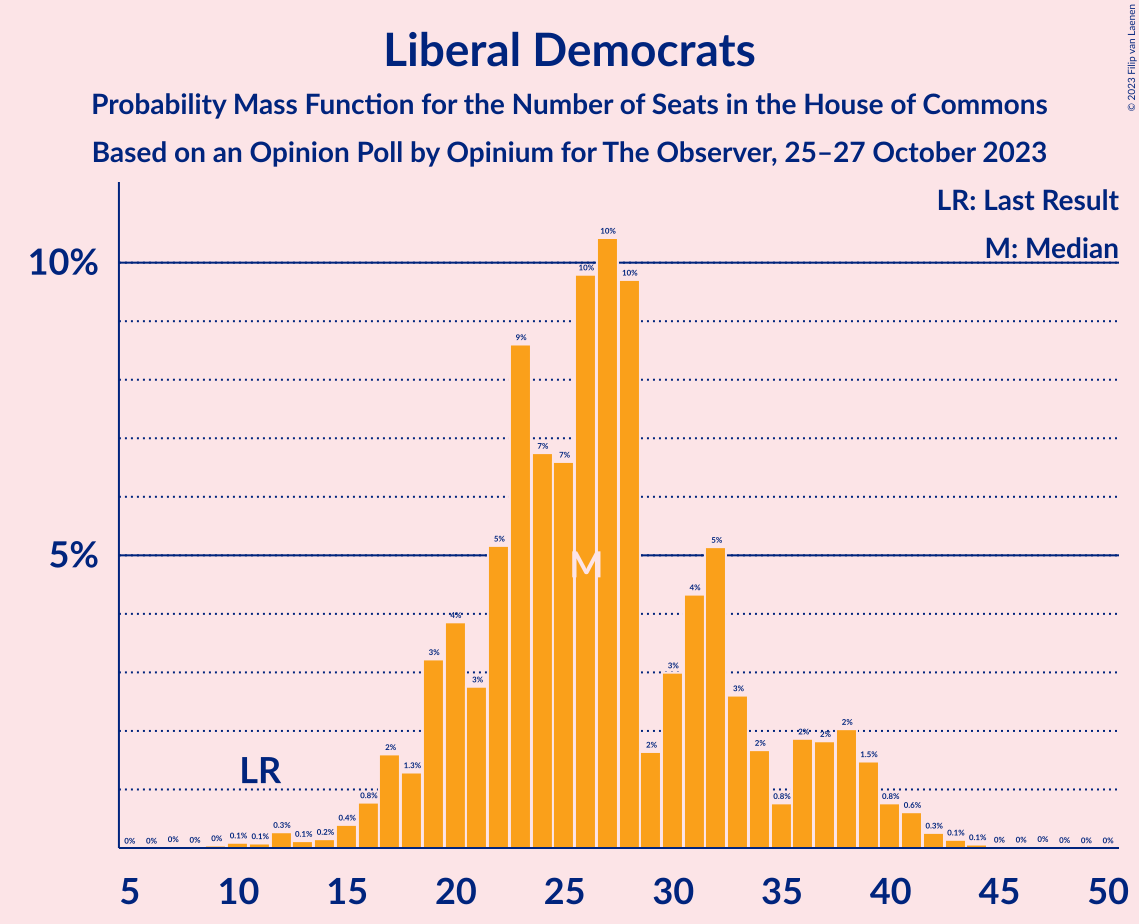 Liberal Democrats
Probability Mass Function for the Number of Seats in the House of Commons
Based on an Opinion Poll by Opinium for The Observer, 25–27 October 2023
© 2023 Filip van Laenen
LR: Last Result
M: Median
10%
5%
0% 0% 0% 0% 0% 0.1% 0.1% 0.3% 0.1% 0.2% 0.4% 0.8% 2% 1.3% 3% 4% 3% 5% 9% 7% 7% 10% 10% 10% 2% 3% 4% 5% 3% 2% 0.8% 2% 2% 2% 1.5% 0.8% 0.6% 0.3% 0.1% 0.1% 0% 0% 0% 0% 0% 0%
M
LR
5 10 15 20 25 30 35 40 45 50